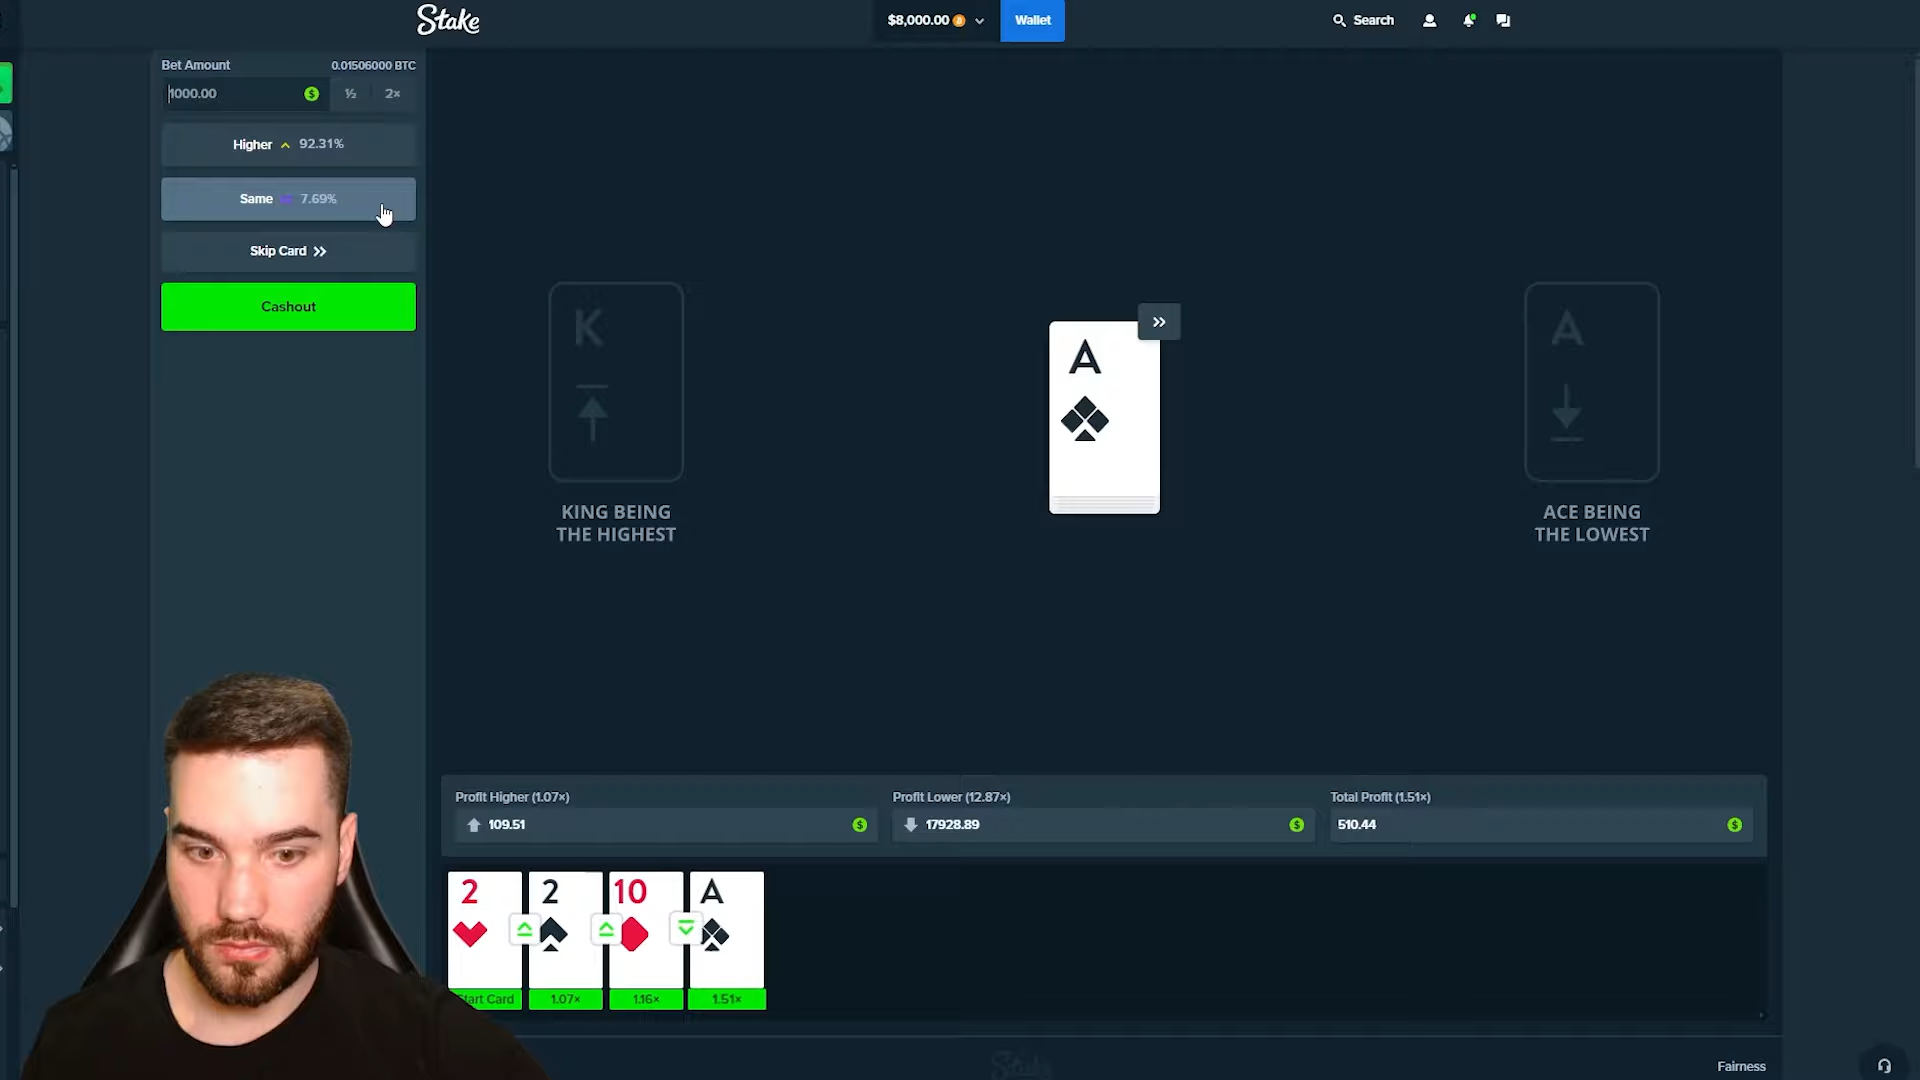 Stake
$8,000.00
Wallet
Search
Bet Amount 0.01506000 BTC
1000.00 $ ½ 2×
Higher 92.31%
Same 7.69%
Skip Card
Cashout
K
KING BEING
THE HIGHEST
A
A
ACE BEING
THE LOWEST
Profit Higher (1.07×)
109.51 $
Profit Lower (12.87×)
17928.89 $
Total Profit (1.51×)
510.44 $
2 2 10 A
Start Card 1.07× 1.16× 1.51×
Stake
Fairness